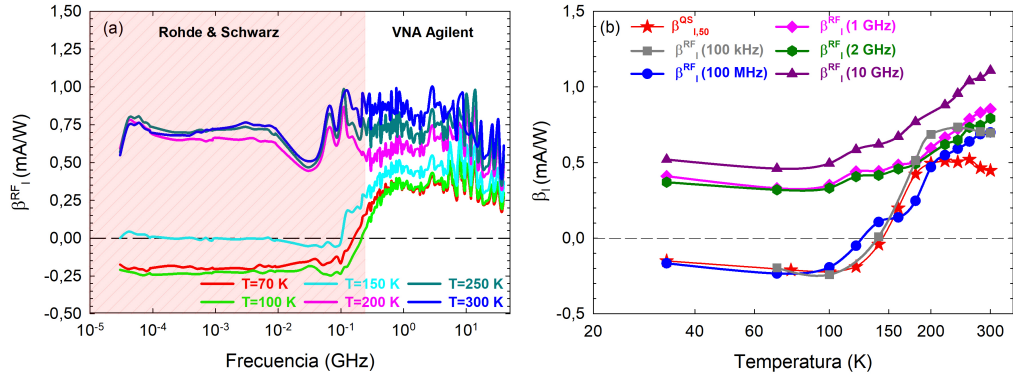 (a)
Rohde & Schwarz
VNA Agilent
1,50
1,25
1,00
0,75
0,50
0,25
0,00
-0,25
-0,50
β^RF_I (mA/W)
T=70 K
T=150 K
T=250 K
T=100 K
T=200 K
T=300 K
10^-5
10^-4
10^-3
10^-2
10^-1
10^0
10^1
Frecuencia (GHz)
(b)
β^QS_I,50
β^RF_I (1 GHz)
β^RF_I (100 kHz)
β^RF_I (2 GHz)
β^RF_I (100 MHz)
β^RF_I (10 GHz)
1,5
1,0
0,5
0,0
-0,5
β_I (mA/W)
20
40
60
80
100
150
200
300
Temperatura (K)